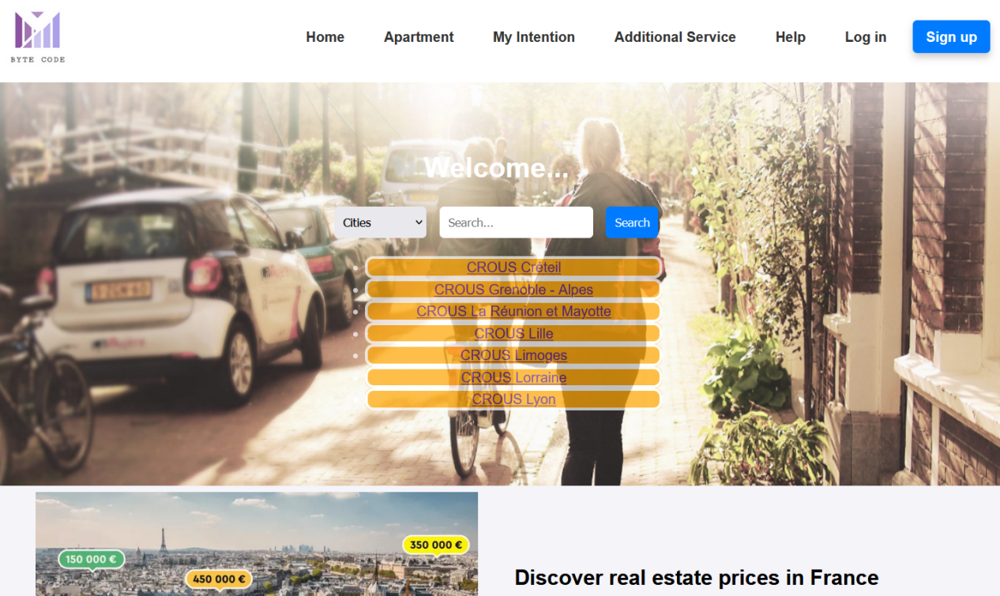 BYTE CODE
Home
Apartment
My Intention
Additional Service
Help
Log in
Sign up
Welcome...
Cities
Search...
Search
CROUS Créteil
CROUS Grenoble - Alpes
CROUS La Réunion et Mayotte
CROUS Lille
CROUS Limoges
CROUS Lorraine
CROUS Lyon
150 000 €
350 000 €
450 000 €
Discover real estate prices in France